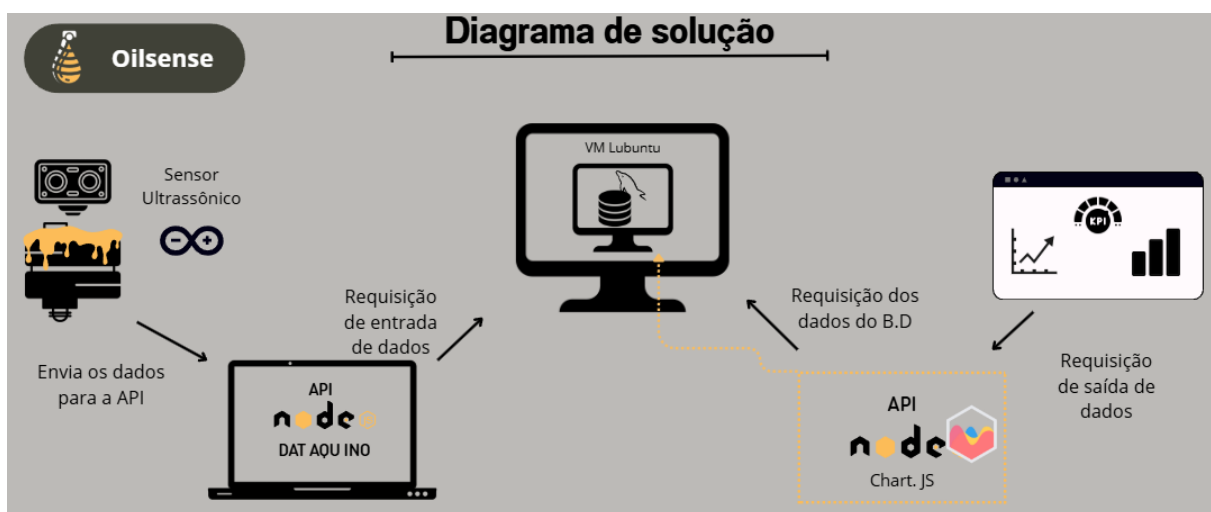 Oilsense
Diagrama de solução
Sensor
Ultrassônico
Envia os dados
para a API
API
node
DAT AQU INO
Requisição
de entrada
de dados
VM Lubuntu
Requisição dos
dados do B.D
API
node
Chart. JS
KPI
Requisição
de saída de
dados